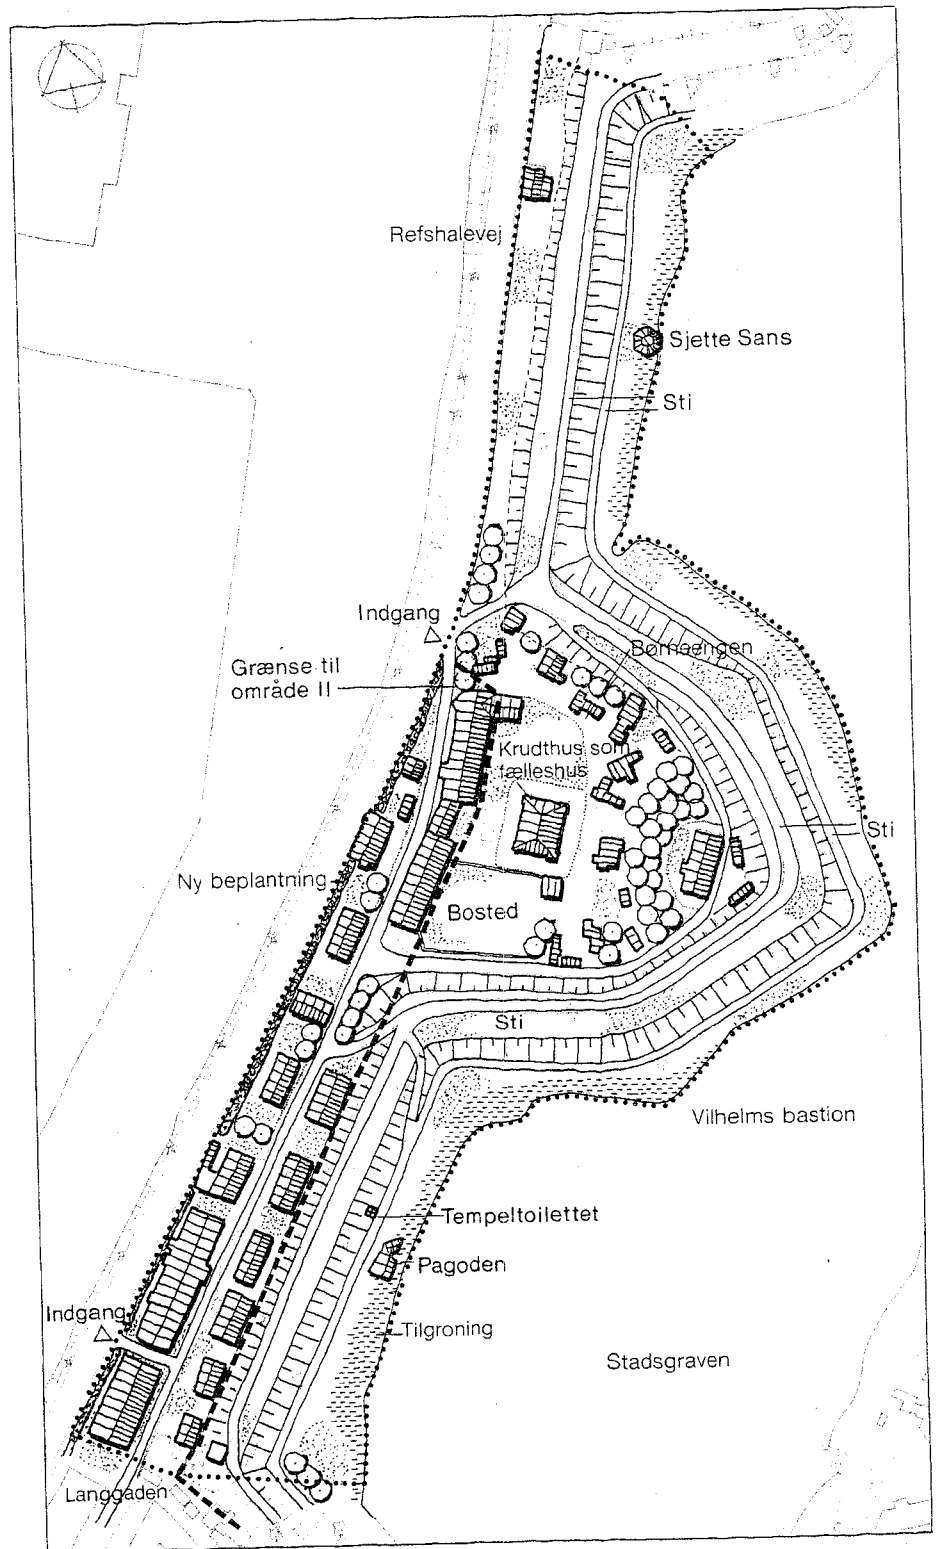 Refshalevej
Sjette Sans
Sti
Indgang
Grænse til
område II
Børneengen
Krudthus som
fælleshus
Sti
Ny beplantning
Bosted
Sti
Vilhelms bastion
Tempeltoilettet
Pagoden
Indgang
Tilgroning
Stadsgraven
Langgaden